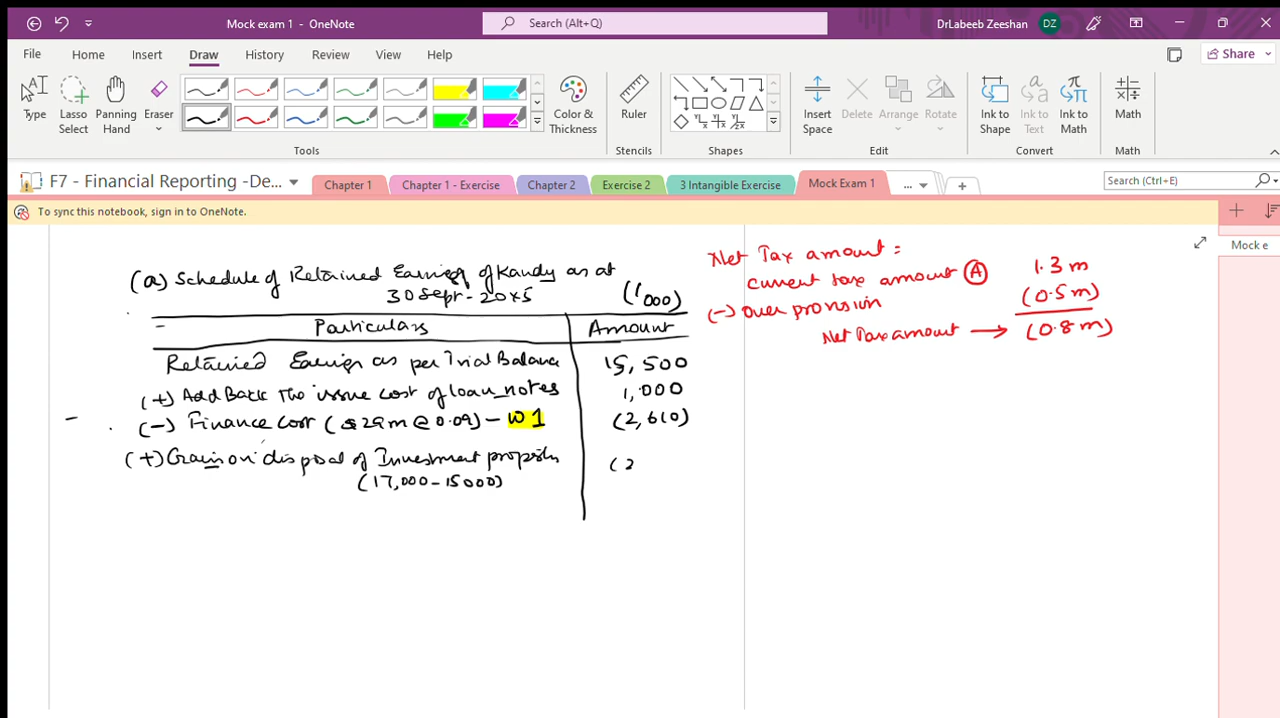 Mock exam 1 - OneNote
Search (Alt+Q)
DrLabeeb Zeeshan
DZ
File Home Insert Draw History Review View Help
Share
Type
Lasso Select
Panning Hand
Eraser
Color & Thickness
Ruler
Insert Space
Delete
Arrange
Rotate
Ink to Shape
Ink to Text
Ink to Math
Math
Tools
Stencils
Shapes
Edit
Convert
Math
F7 - Financial Reporting -De...
Chapter 1
Chapter 1 - Exercise
Chapter 2
Exercise 2
3 Intangible Exercise
Mock Exam 1
...
Search (Ctrl+E)
To sync this notebook, sign in to OneNote.
Mock e
(a) Schedule of Retained Earning of Kandy as at
30 Sept - 20x5 ('000)
Particulars Amount
Retained Earning as per Trial Balance 15,500
(+) Add Back the issue cost of loan notes 1,000
(-) Finance cost ( 29m @ 0.09) - W1 (2,610)
(+) Gain on disposal of Investment (2
(17,000 - 15000)
Net Tax amount :
current tax amount (A) 1.3 m
(-) Over provision (0.5 m)
Net Tax amount → (0.8 m)